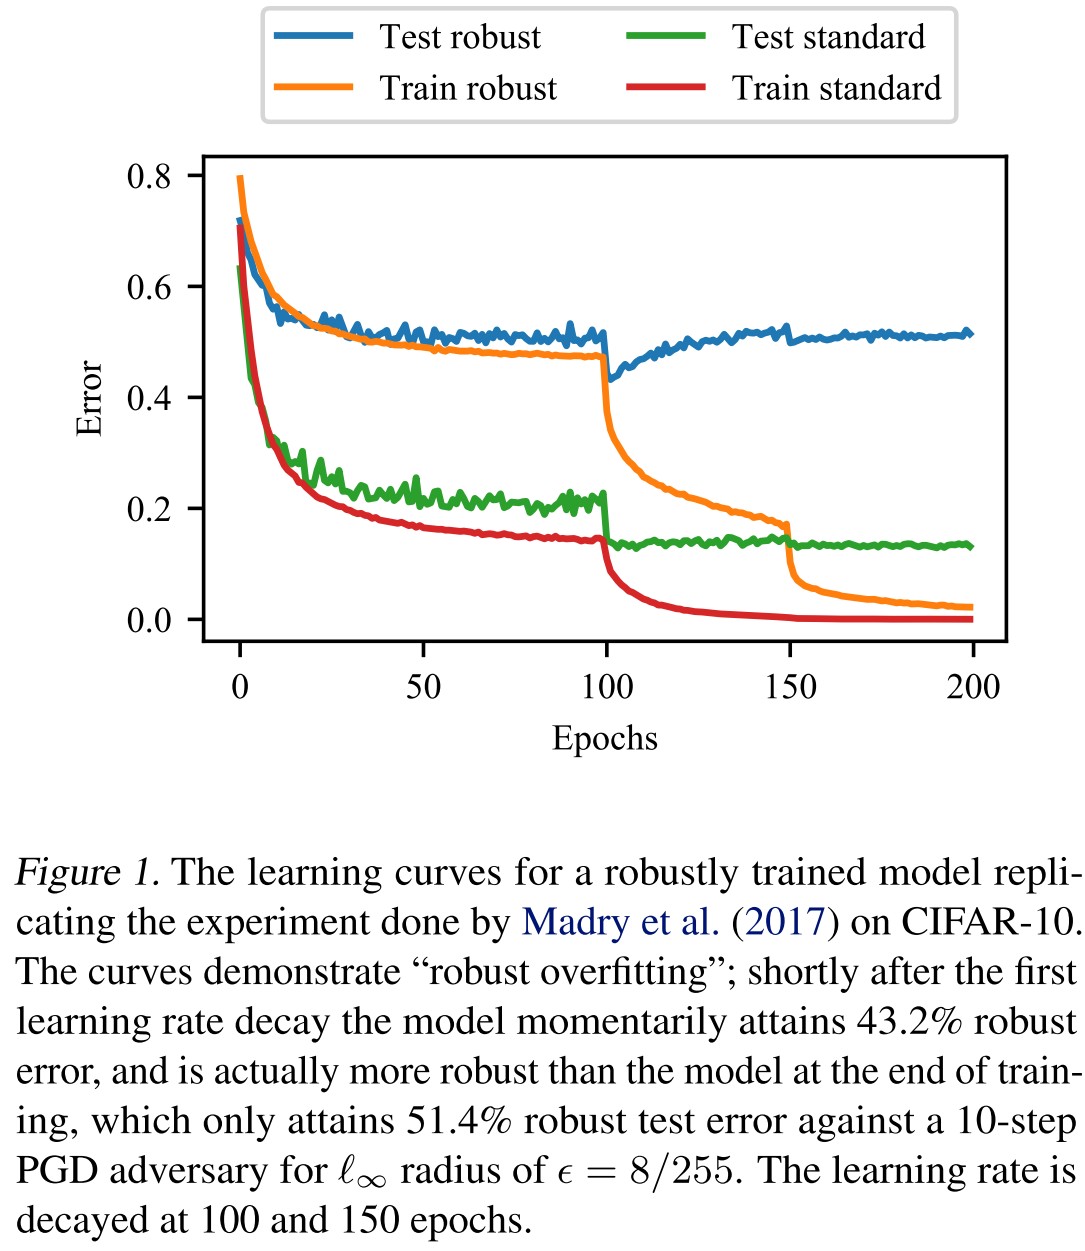 Test robust
Train robust
Test standard
Train standard
0.8
0.6
0.4
0.2
0.0
Error
0
50
100
150
200
Epochs
Figure 1. The learning curves for a robustly trained model repli-
cating the experiment done by Madry et al. (2017) on CIFAR-10.
The curves demonstrate “robust overfitting”; shortly after the first
learning rate decay the model momentarily attains 43.2% robust
error, and is actually more robust than the model at the end of train-
ing, which only attains 51.4% robust test error against a 10-step
PGD adversary for ℓ∞ radius of ϵ = 8/255. The learning rate is
decayed at 100 and 150 epochs.